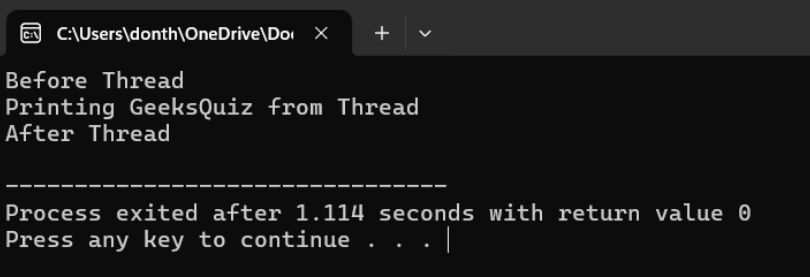 C:\Users\donth\OneDrive\Do
Before Thread
Printing GeeksQuiz from Thread
After Thread
--------------------------------
Process exited after 1.114 seconds with return value 0
Press any key to continue . . .